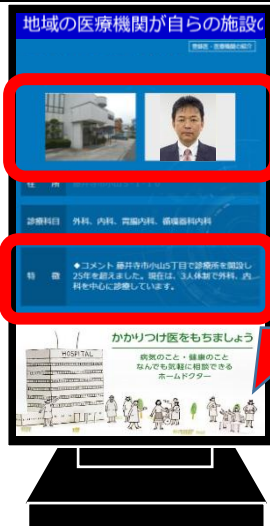 地域の医療機関が自らの施設の
登録医・医療機関の紹介
住 所
診療科目 外科、内科、胃腸内科、循環器科内科
特 徴 ◆コメント 藤井寺市小山5丁目で診療所を開設し
25年を超えました。現在は、3人体制で外科、内
科を中心に診療しています。
かかりつけ医をもちましょう
病気のこと・健康のこと
なんでも気軽に相談できる
ホームドクター
HOSPITAL